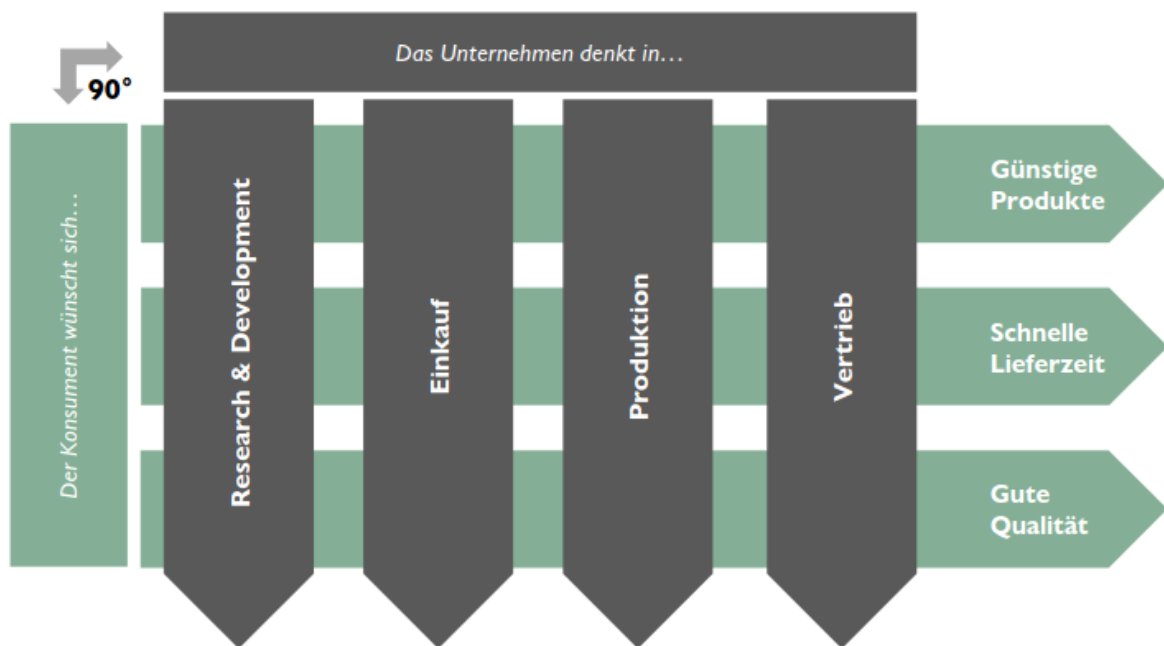 Das Unternehmen denkt in...
90°
Der Konsument wünscht sich...
Research & Development
Einkauf
Produktion
Vertrieb
Günstige
Produkte
Schnelle
Lieferzeit
Gute
Qualität